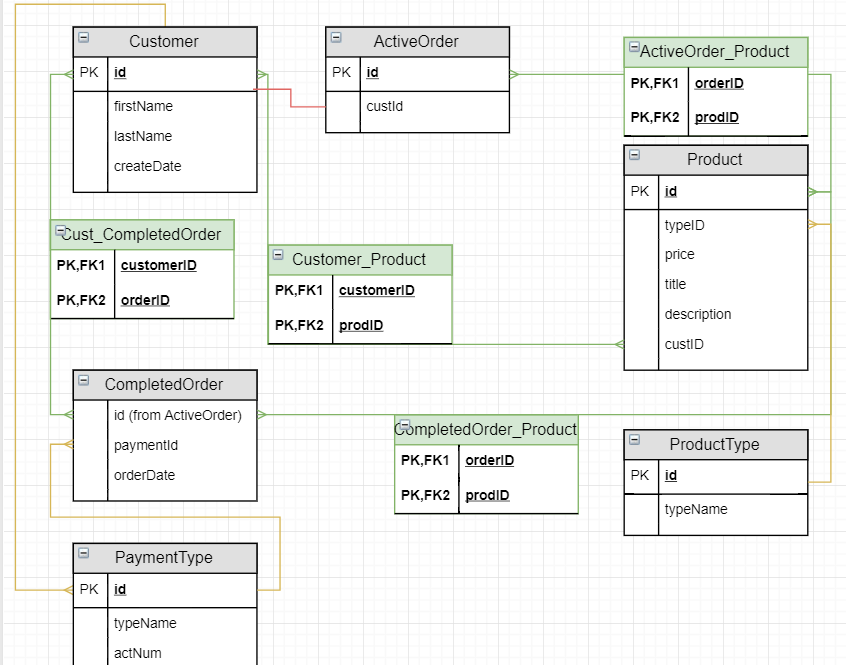 Customer
PK id
firstName
lastName
createDate
ActiveOrder
PK id
custId
ActiveOrder_Product
PK,FK1 orderID
PK,FK2 prodID
Product
PK id
typeID
price
title
description
custID
Cust_CompletedOrder
PK,FK1 customerID
PK,FK2 orderID
Customer_Product
PK,FK1 customerID
PK,FK2 prodID
CompletedOrder
id (from ActiveOrder)
paymentId
orderDate
CompletedOrder_Product
PK,FK1 orderID
PK,FK2 prodID
ProductType
PK id
typeName
PaymentType
PK id
typeName
actNum